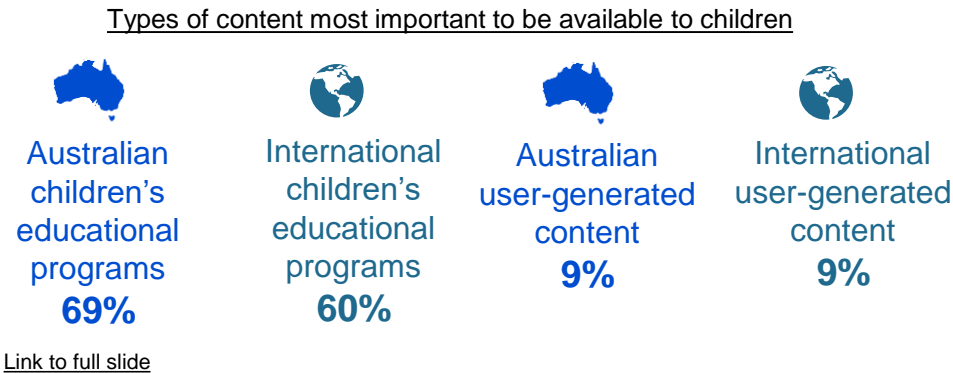 Types of content most important to be available to children
Australian
children’s
educational
programs
69%
International
children’s
educational
programs
60%
Australian
user-generated
content
9%
International
user-generated
content
9%
Link to full slide